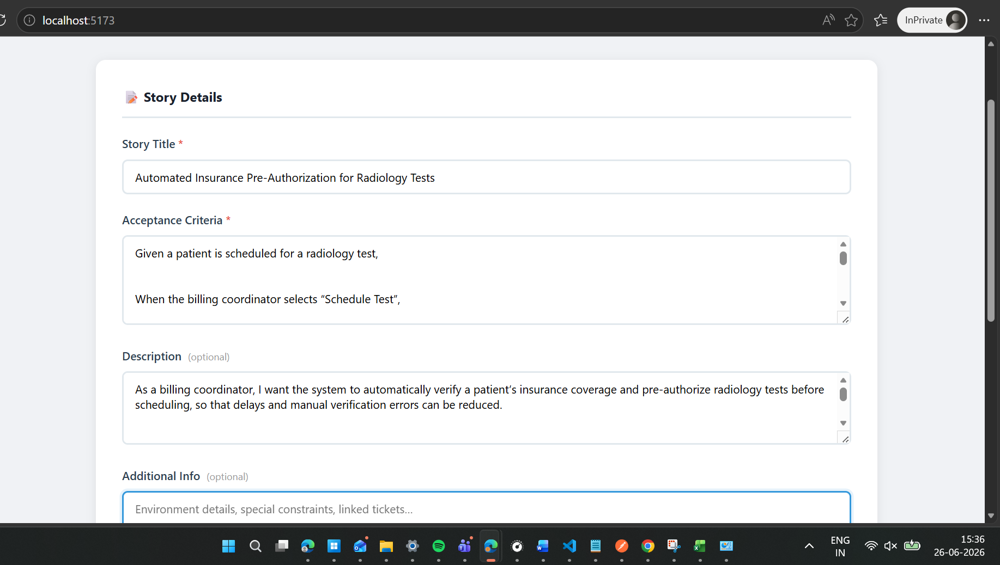 localhost:5173
InPrivate
Story Details
Story Title *
Automated Insurance Pre-Authorization for Radiology Tests
Acceptance Criteria *
Given a patient is scheduled for a radiology test,
When the billing coordinator selects “Schedule Test”,
Description (optional)
As a billing coordinator, I want the system to automatically verify a patient’s insurance coverage and pre-authorize radiology tests before
scheduling, so that delays and manual verification errors can be reduced.
Additional Info (optional)
Environment details, special constraints, linked tickets...
ENG
IN
15:36
26-06-2026